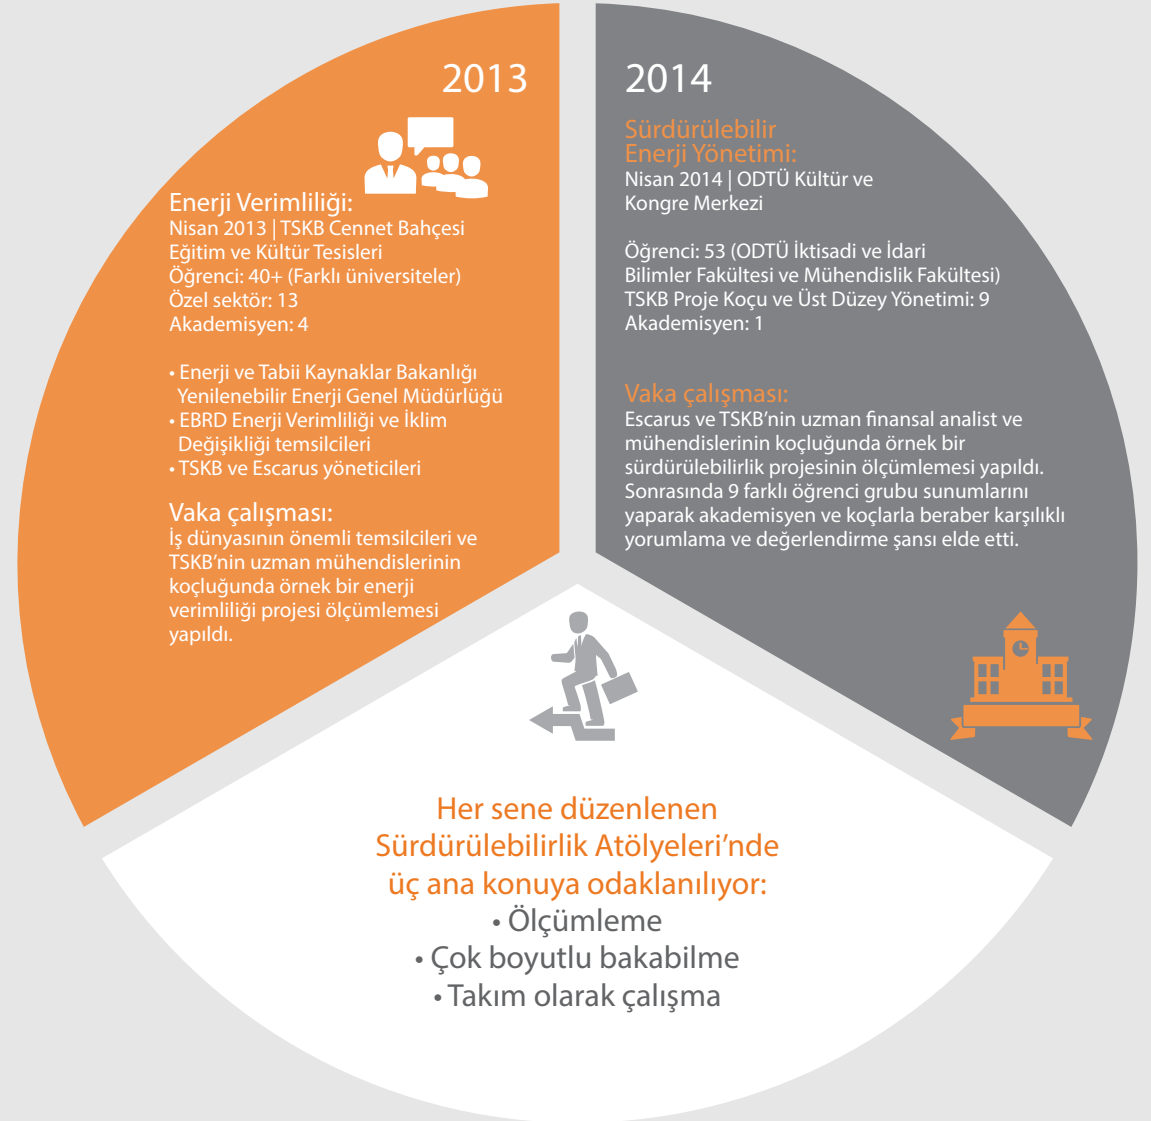 2013
Enerji Verimliliği:
Nisan 2013 | TSKB Cennet Bahçesi
Eğitim ve Kültür Tesisleri
Öğrenci: 40+ (Farklı üniversiteler)
Özel sektör: 13
Akademisyen: 4
• Enerji ve Tabii Kaynaklar Bakanlığı
Yenilenebilir Enerji Genel Müdürlüğü
• EBRD Enerji Verimliliği ve İklim
Değişikliği temsilcileri
• TSKB ve Escarus yöneticileri
Vaka çalışması:
İş dünyasının önemli temsilcileri ve
TSKB’nin uzman mühendislerinin
koçluğunda örnek bir enerji
verimliliği projesi ölçümlemesi
yapıldı.
2014
Sürdürülebilir
Enerji Yönetimi:
Nisan 2014 | ODTÜ Kültür ve
Kongre Merkezi
Öğrenci: 53 (ODTÜ İktisadi ve İdari
Bilimler Fakültesi ve Mühendislik Fakültesi)
TSKB Proje Koçu ve Üst Düzey Yönetimi: 9
Akademisyen: 1
Vaka çalışması:
Escarus ve TSKB’nin uzman finansal analist ve
mühendislerinin koçluğunda örnek bir
sürdürülebilirlik projesinin ölçümlemesi yapıldı.
Sonrasında 9 farklı öğrenci grubu sunumlarını
yaparak akademisyen ve koçlarla beraber karşılıklı
yorumlama ve değerlendirme şansı elde etti.
Her sene düzenlenen
Sürdürülebilirlik Atölyeleri’nde
üç ana konuya odaklanılıyor:
• Ölçümleme
• Çok boyutlu bakabilme
• Takım olarak çalışma